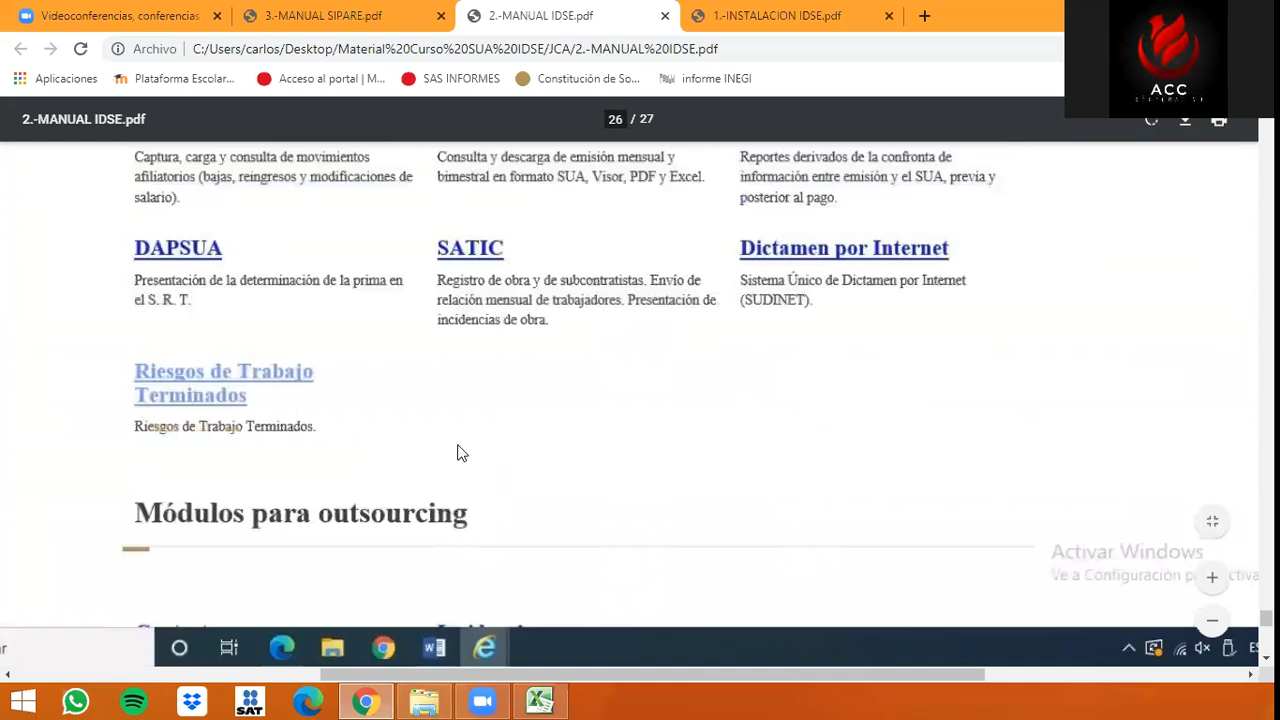 Videoconferencias, conferencias
3.-MANUAL SIPARE.pdf
2.-MANUAL IDSE.pdf
1.-INSTALACION IDSE.pdf
Archivo
C:/Users/carlos/Desktop/Material%20Curso%20SUA%20IDSE/JCA/2.-MANUAL%20IDSE.pdf
Aplicaciones
Plataforma Escolar...
Acceso al portal | M...
SAS INFORMES
Constitución de So...
informe INEGI
ACC
2.-MANUAL IDSE.pdf
26 / 27
Captura, carga y consulta de movimientos
afiliatorios (bajas, reingresos y modificaciones de
salario).
Consulta y descarga de emisión mensual y
bimestral en formato SUA, Visor, PDF y Excel.
Reportes derivados de la confronta de
información entre emisión y el SUA, previa y
posterior al pago.
DAPSUA
Presentación de la determinación de la prima en
el S. R. T.
SATIC
Registro de obra y de subcontratistas. Envío de
relación mensual de trabajadores. Presentación de
incidencias de obra.
Dictamen por Internet
Sistema Único de Dictamen por Internet
(SUDINET).
Riesgos de Trabajo
Terminados
Riesgos de Trabajo Terminados.
Módulos para outsourcing
Activar Windows
Ve a Configuración p
activa
ar
ES
SAT